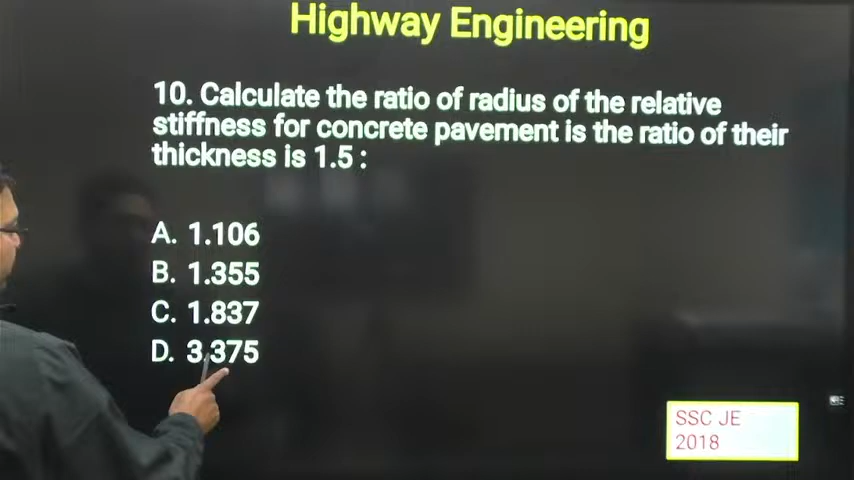 Highway Engineering
10. Calculate the ratio of radius of the relative
stiffness for concrete pavement is the ratio of their
thickness is 1.5 :
A. 1.106
B. 1.355
C. 1.837
D. 3.375
SSC JE
2018